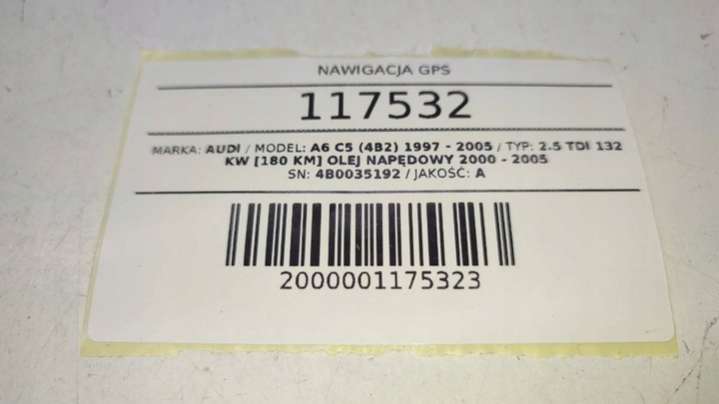 NAWIGACJA GPS
117532
MARKA: AUDI / MODEL: A6 C5 (4B2) 1997 - 2005 / TYP: 2.5 TDI 132
KW [180 KM] OLEJ NAPĘDOWY 2000 - 2005
SN: 4B0035192 / JAKOŚĆ: A
2000001175323